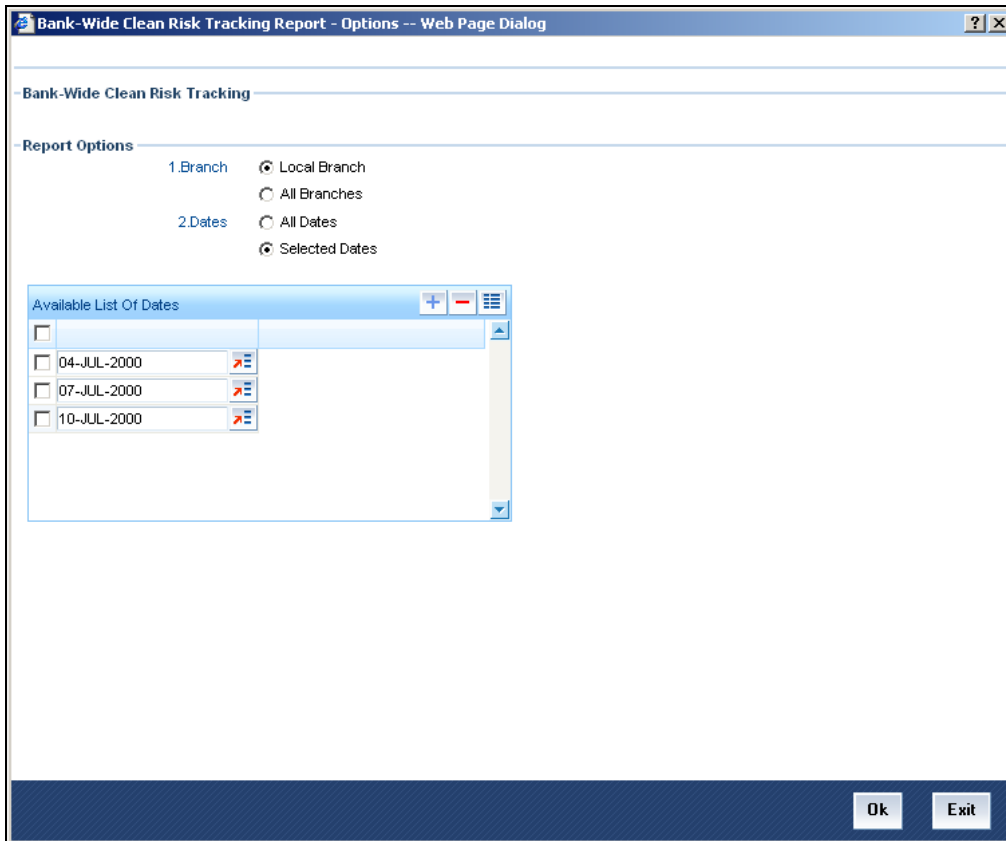 Bank-Wide Clean Risk Tracking Report - Options -- Web Page Dialog
Bank-Wide Clean Risk Tracking
Report Options
1.Branch Local Branch
All Branches
2.Dates All Dates
Selected Dates
Available List Of Dates
04-JUL-2000
07-JUL-2000
10-JUL-2000
Ok Exit